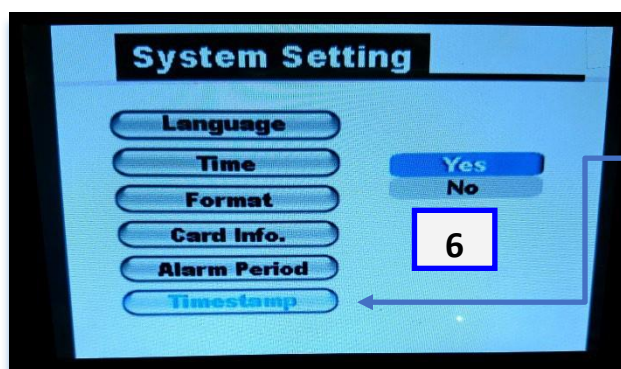 System Setting
Language
Time
Yes
Format
No
Card Info.
6
Alarm Period
Timestamp